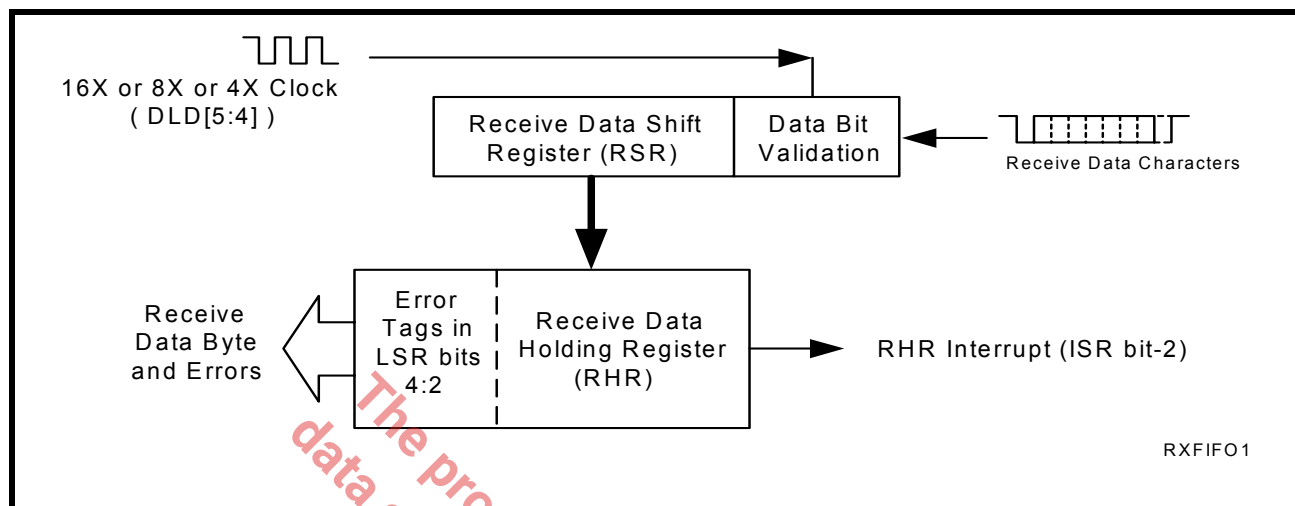 16X or 8X or 4X Clock
( DLD[5:4] )
Receive Data Shift
Register (RSR)
Data Bit
Validation
Receive Data Characters
Receive
Data Byte
and Errors
Error
Tags in
LSR bits
4:2
Receive Data
Holding Register
(RHR)
RHR Interrupt (ISR bit-2)
The pro
data
RXFIFO1